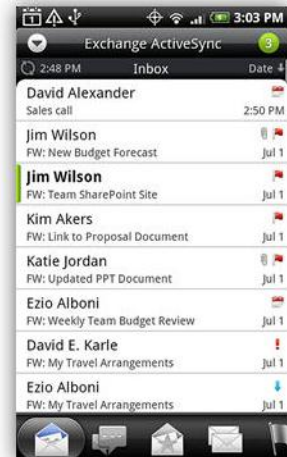 3:03 PM
Exchange ActiveSync 3
2:48 PM Inbox Date
David Alexander
Sales call 2:50 PM
Jim Wilson
FW: New Budget Forecast Jul 1
Jim Wilson
FW: Team SharePoint Site Jul 1
Kim Akers
FW: Link to Proposal Document Jul 1
Katie Jordan
FW: Updated PPT Document Jul 1
Ezio Alboni
FW: Weekly Team Budget Review Jul 1
David E. Karle
FW: My Travel Arrangements Jul 1
Ezio Alboni
FW: My Travel Arrangements Jul 1